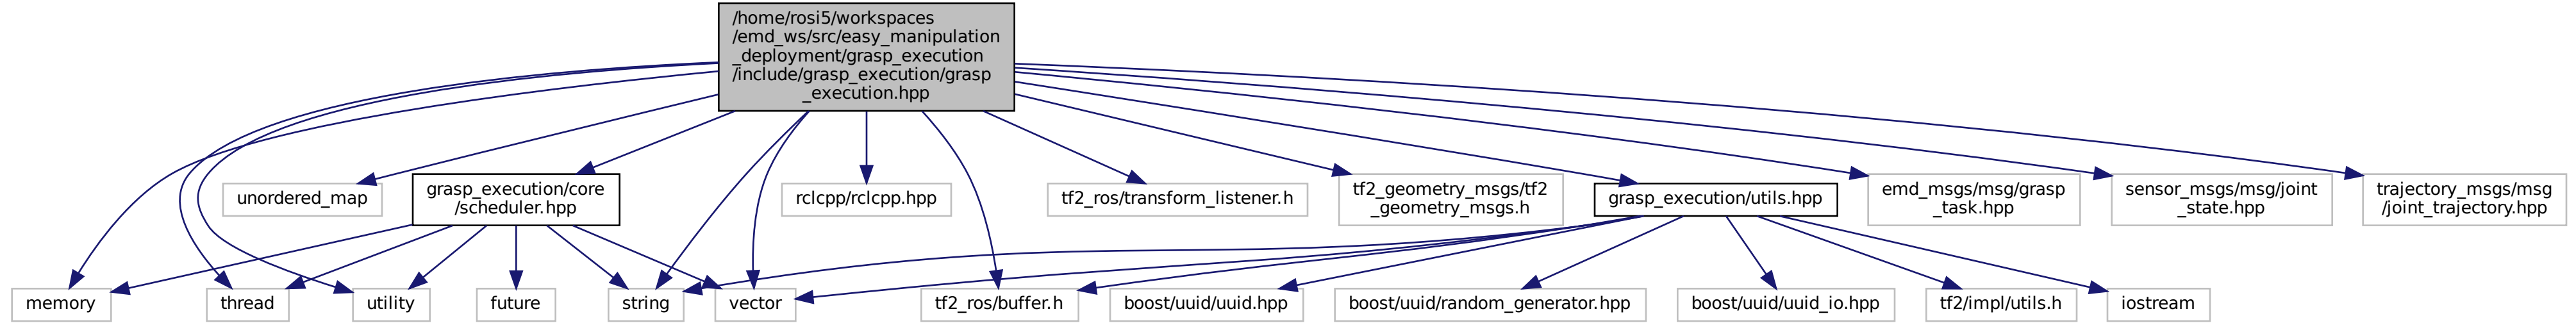 /home/rosi5/workspaces
/emd_ws/src/easy_manipulation
_deployment/grasp_execution
/include/grasp_execution/grasp
_execution.hpp
unordered_map
grasp_execution/core
/scheduler.hpp
rclcpp/rclcpp.hpp
tf2_ros/transform_listener.h
tf2_geometry_msgs/tf2
_geometry_msgs.h
grasp_execution/utils.hpp
emd_msgs/msg/grasp
_task.hpp
sensor_msgs/msg/joint
_state.hpp
trajectory_msgs/msg
/joint_trajectory.hpp
memory
thread
utility
future
string
vector
tf2_ros/buffer.h
boost/uuid/uuid.hpp
boost/uuid/random_generator.hpp
boost/uuid/uuid_io.hpp
tf2/impl/utils.h
iostream